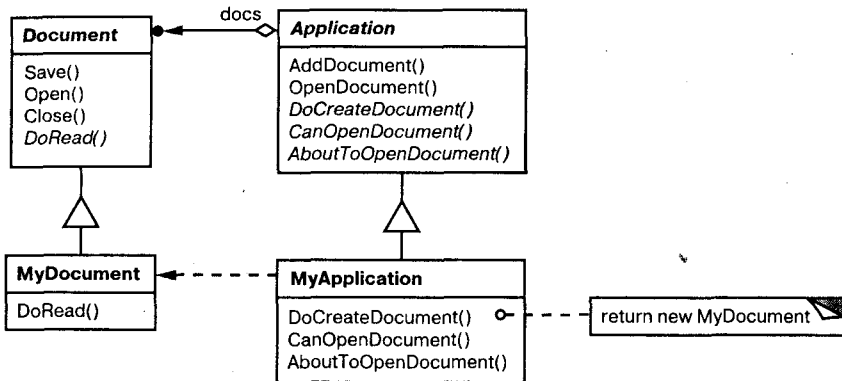 docs
Document
Save()
Open()
Close()
DoRead()
Application
AddDocument()
OpenDocument()
DoCreateDocument()
CanOpenDocument()
AboutToOpenDocument()
MyDocument
DoRead()
MyApplication
DoCreateDocument()
CanOpenDocument()
AboutToOpenDocument()
return new MyDocument